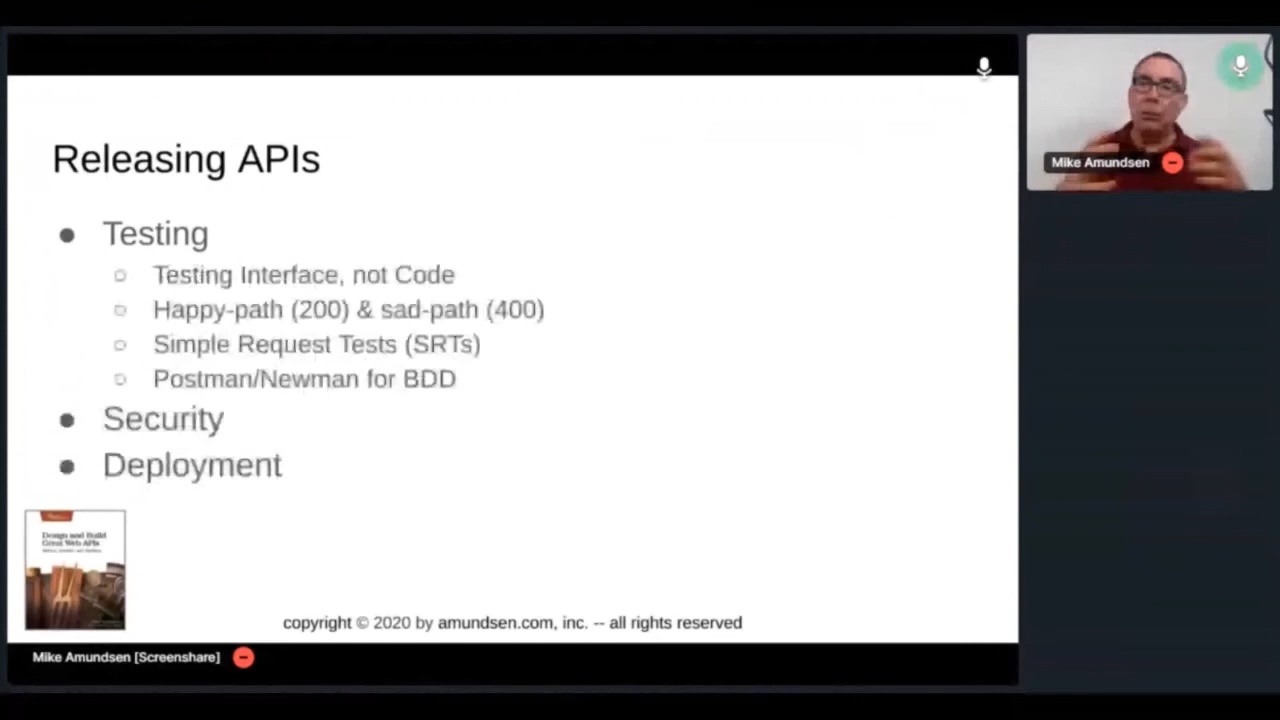 Releasing APIs
● Testing
○ Testing Interface, not Code
○ Happy-path (200) & sad-path (400)
○ Simple Request Tests (SRTs)
○ Postman/Newman for BDD
● Security
● Deployment
Design and Build
Great Web APIs
copyright © 2020 by amundsen.com, inc. -- all rights reserved
Mike Amundsen [Screenshare]
Mike Amundsen